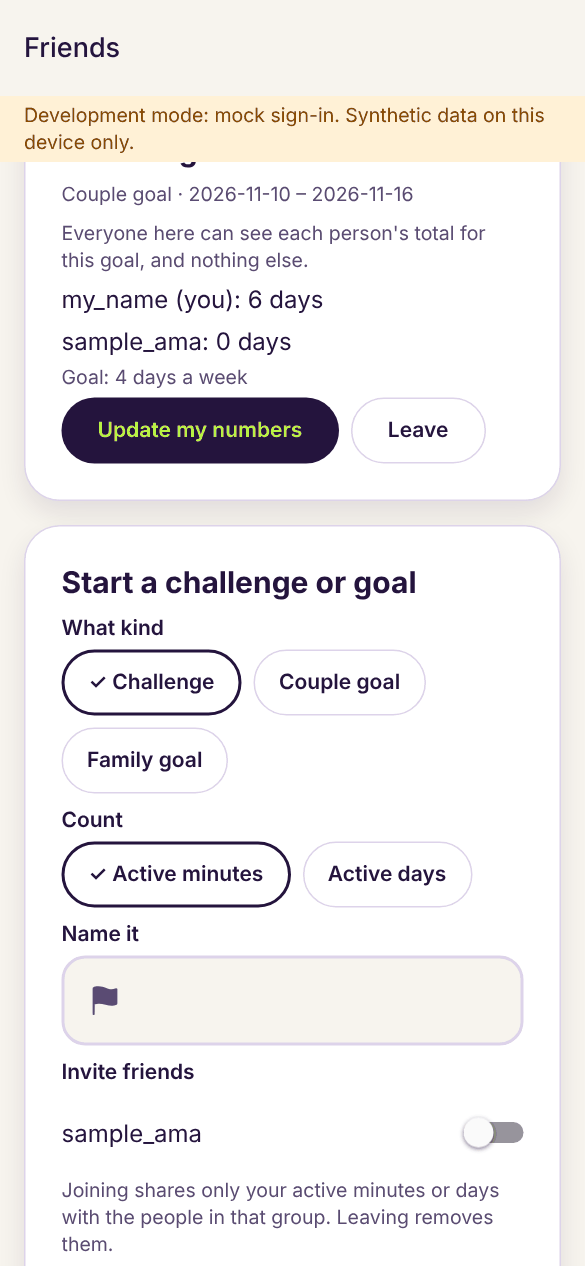 Friends
Development mode: mock sign-in. Synthetic data on this
device only.
Couple goal · 2026-11-10 – 2026-11-16
Everyone here can see each person's total for
this goal, and nothing else.
my_name (you): 6 days
sample_ama: 0 days
Goal: 4 days a week
Update my numbers
Leave
Start a challenge or goal
What kind
✓ Challenge
Couple goal
Family goal
Count
✓ Active minutes
Active days
Name it
Invite friends
sample_ama
Joining shares only your active minutes or days
with the people in that group. Leaving removes
them.